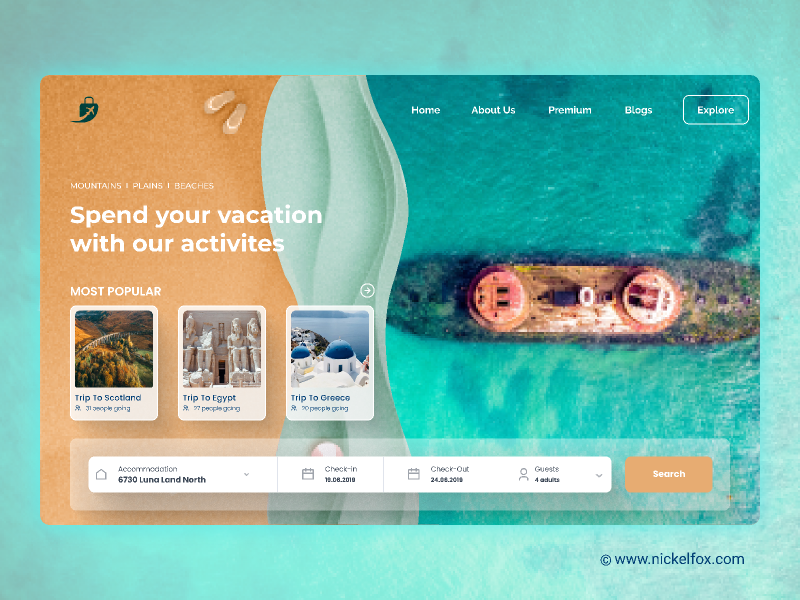 Home
About Us
Premium
Blogs
Explore
MOUNTAINS I PLAINS I BEACHES
Spend your vacation
with our activites
MOST POPULAR
Trip To Scotland
31 people going
Trip To Egypt
27 people going
Trip To Greece
20 people going
Accommodation
6730 Luna Land North
Check-in
19.06.2019
Check-Out
24.06.2019
Guests
4 adults
Search
© www.nickelfox.com